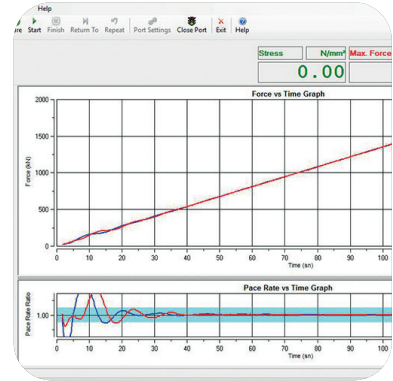 Help
Start Finish Return To Repeat Port Settings Close Port Exit Help
Stress N/mm² Max. Force
0.00
Force vs Time Graph
Force (kN)
2000
1500
1000
500
0
0 10 20 30 40 50 60 70 80 90 100
Time (sn)
Pace Rate vs Time Graph
Pace Rate Ratio
1.00
0 10 20 30 40 50 60 70 80 90 100
Time (sn)